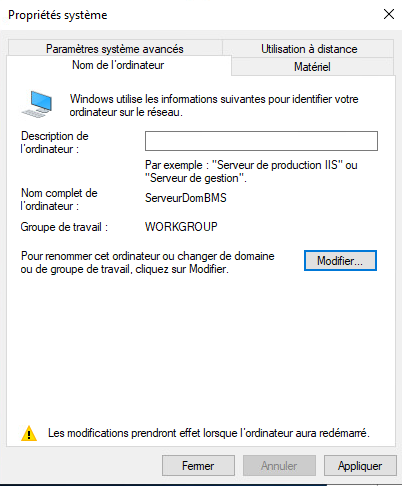 Propriétés système
Paramètres système avancés
Utilisation à distance
Nom de l'ordinateur
Matériel
Windows utilise les informations suivantes pour identifier votre
ordinateur sur le réseau.
Description de
l'ordinateur :
Par exemple : "Serveur de production IIS" ou
"Serveur de gestion".
Nom complet de
l'ordinateur :
ServeurDomBMS
Groupe de travail :
WORKGROUP
Pour renommer cet ordinateur ou changer de domaine
ou de groupe de travail, cliquez sur Modifier.
Modifier...
Les modifications prendront effet lorsque l'ordinateur aura redémarré.
Fermer
Annuler
Appliquer